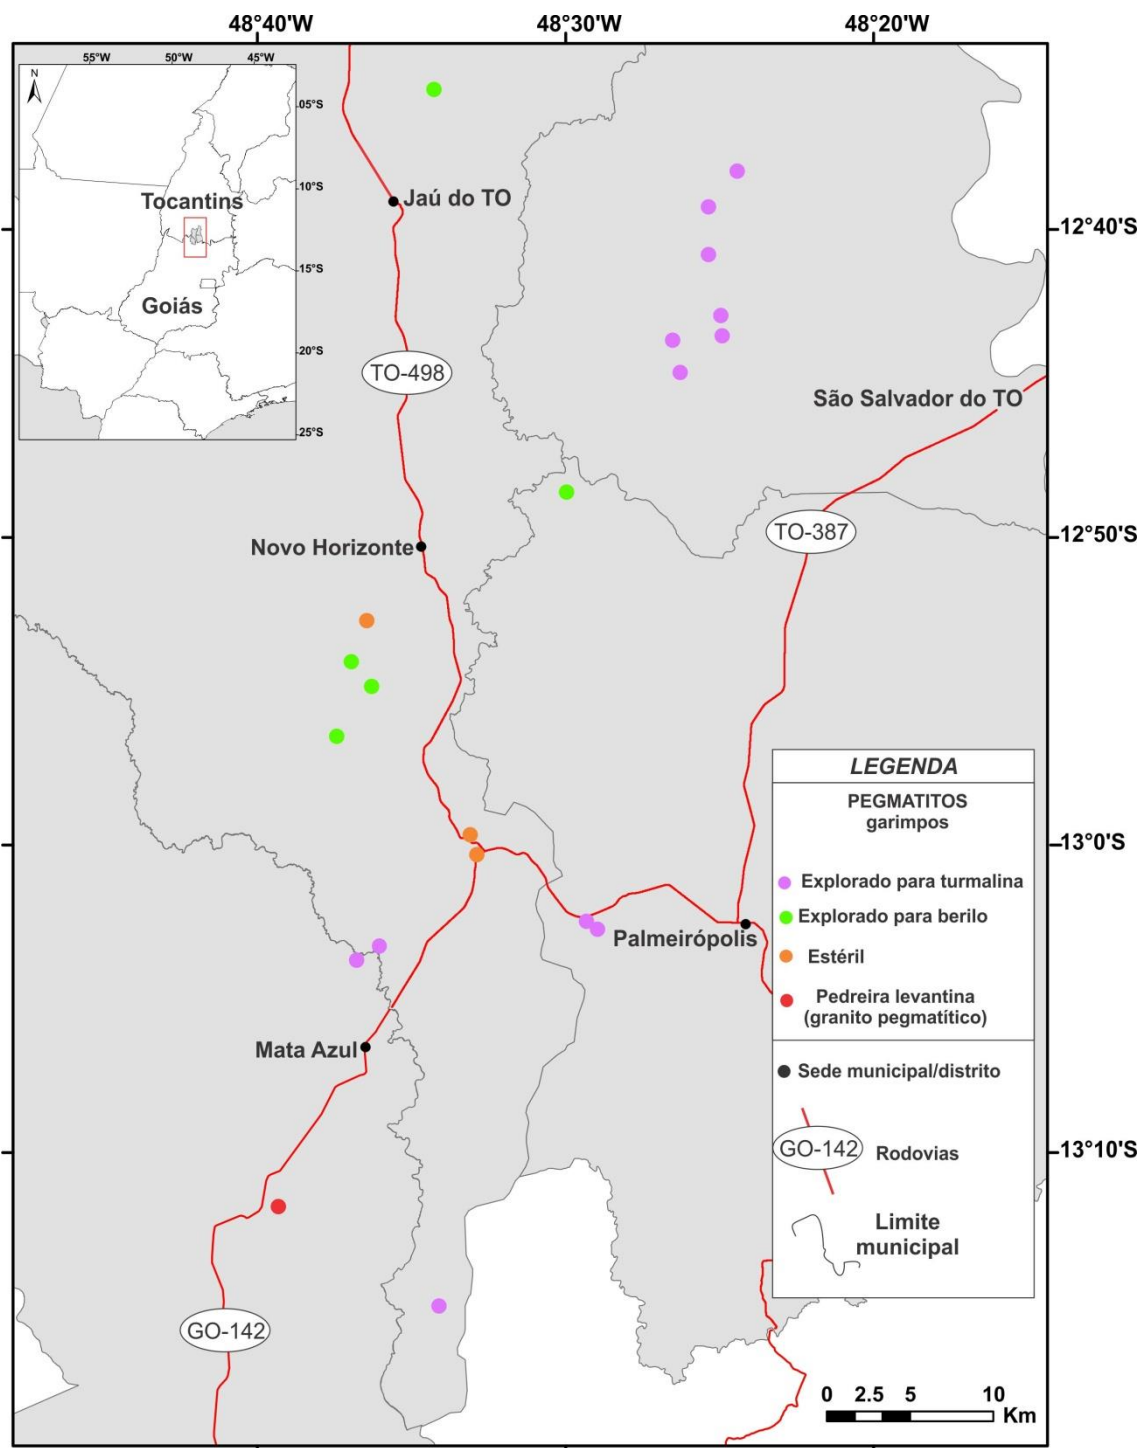 48°40'W
48°30'W
48°20'W
55°W
50°W
45°W
N
05°S
10°S
15°S
20°S
25°S
Tocantins
Goiás
Jaú do TO
12°40'S
TO-498
São Salvador do TO
TO-387
12°50'S
Novo Horizonte
13°0'S
Palmeirópolis
Mata Azul
13°10'S
GO-142
LEGENDA
PEGMATITOS
garimpos
Explorado para turmalina
Explorado para berilo
Estéril
Pedreira levantina
(granito pegmatítico)
Sede municipal/distrito
GO-142
Rodovias
Limite
municipal
0 2.5 5 10
Km